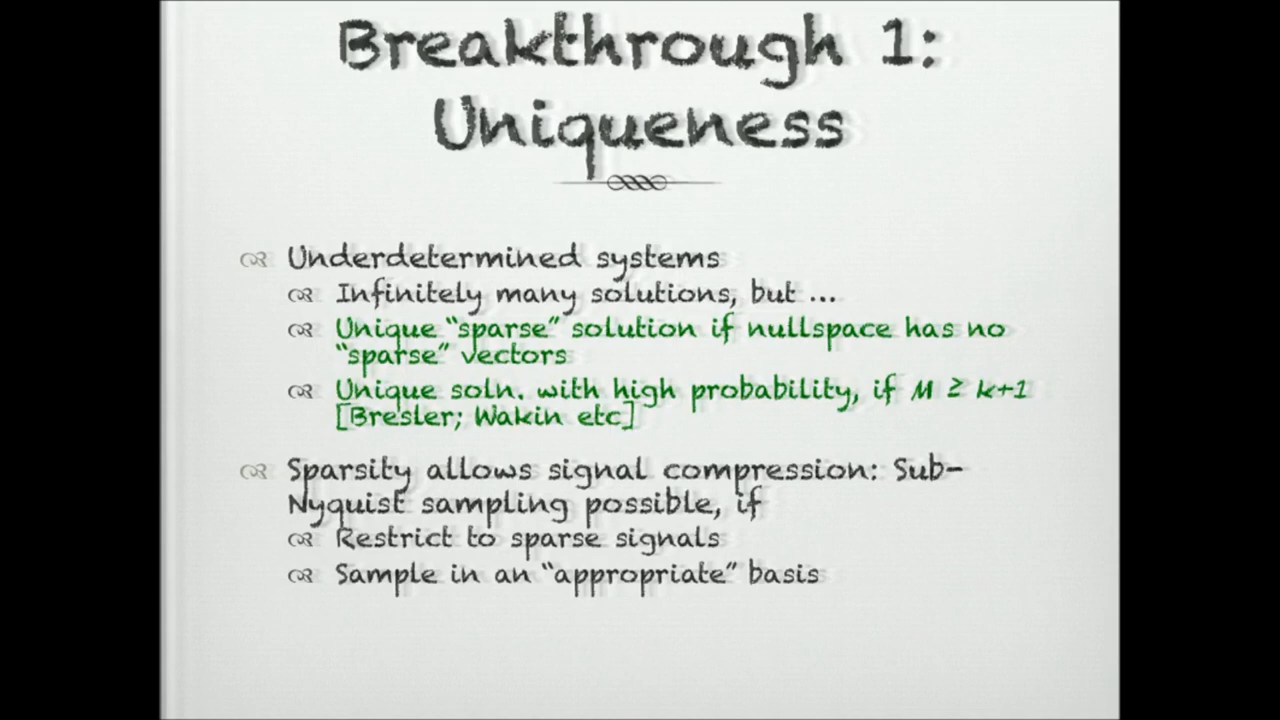 Breakthrough 1:
Uniqueness
Underdetermined systems
Infinitely many solutions, but ...
Unique “sparse” solution if nullspace has no
“sparse” vectors
Unique soln. with high probability, if M ≥ k+1
[Bresler; Wakin etc]
Sparsity allows signal compression: Sub-
Nyquist sampling possible, if
Restrict to sparse signals
Sample in an “appropriate” basis